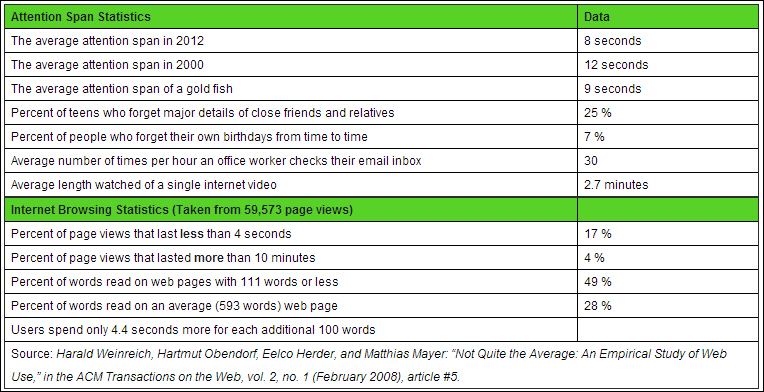 Attention Span Statistics Data
The average attention span in 2012 8 seconds
The average attention span in 2000 12 seconds
The average attention span of a gold fish 9 seconds
Percent of teens who forget major details of close friends and relatives 25 %
Percent of people who forget their own birthdays from time to time 7 %
Average number of times per hour an office worker checks their email inbox 30
Average length watched of a single internet video 2.7 minutes
Internet Browsing Statistics (Taken from 59,573 page views)
Percent of page views that last less than 4 seconds 17 %
Percent of page views that lasted more than 10 minutes 4 %
Percent of words read on web pages with 111 words or less 49 %
Percent of words read on an average (593 words) web page 28 %
Users spend only 4.4 seconds more for each additional 100 words
Source: Harald Weinreich, Hartmut Obendorf, Eelco Herder, and Matthias Mayer: “Not Quite the Average: An Empirical Study of Web
Use,” in the ACM Transactions on the Web, vol. 2, no. 1 (February 2008), article #5.